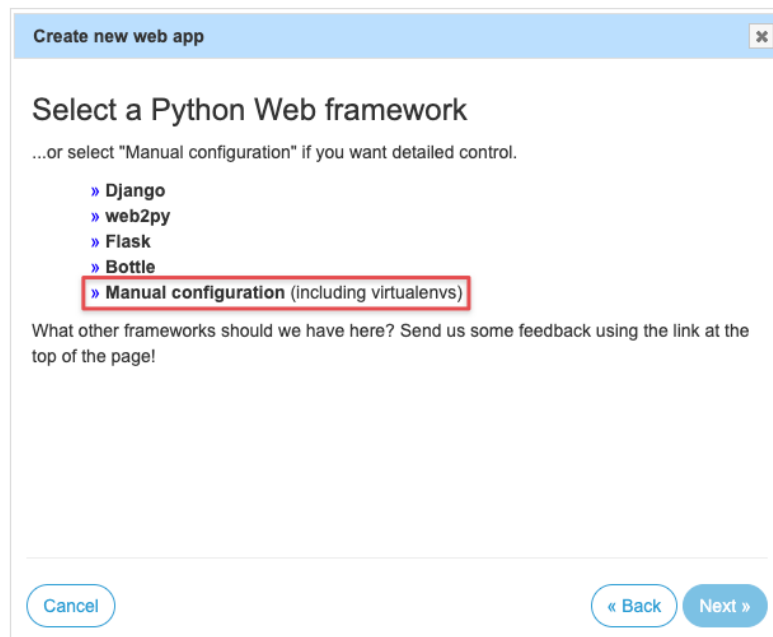 Create new web app
✖
Select a Python Web framework
...or select "Manual configuration" if you want detailed control.
» Django
» web2py
» Flask
» Bottle
» Manual configuration (including virtualenvs)
What other frameworks should we have here? Send us some feedback using the link at the
top of the page!
Cancel
« Back
Next »